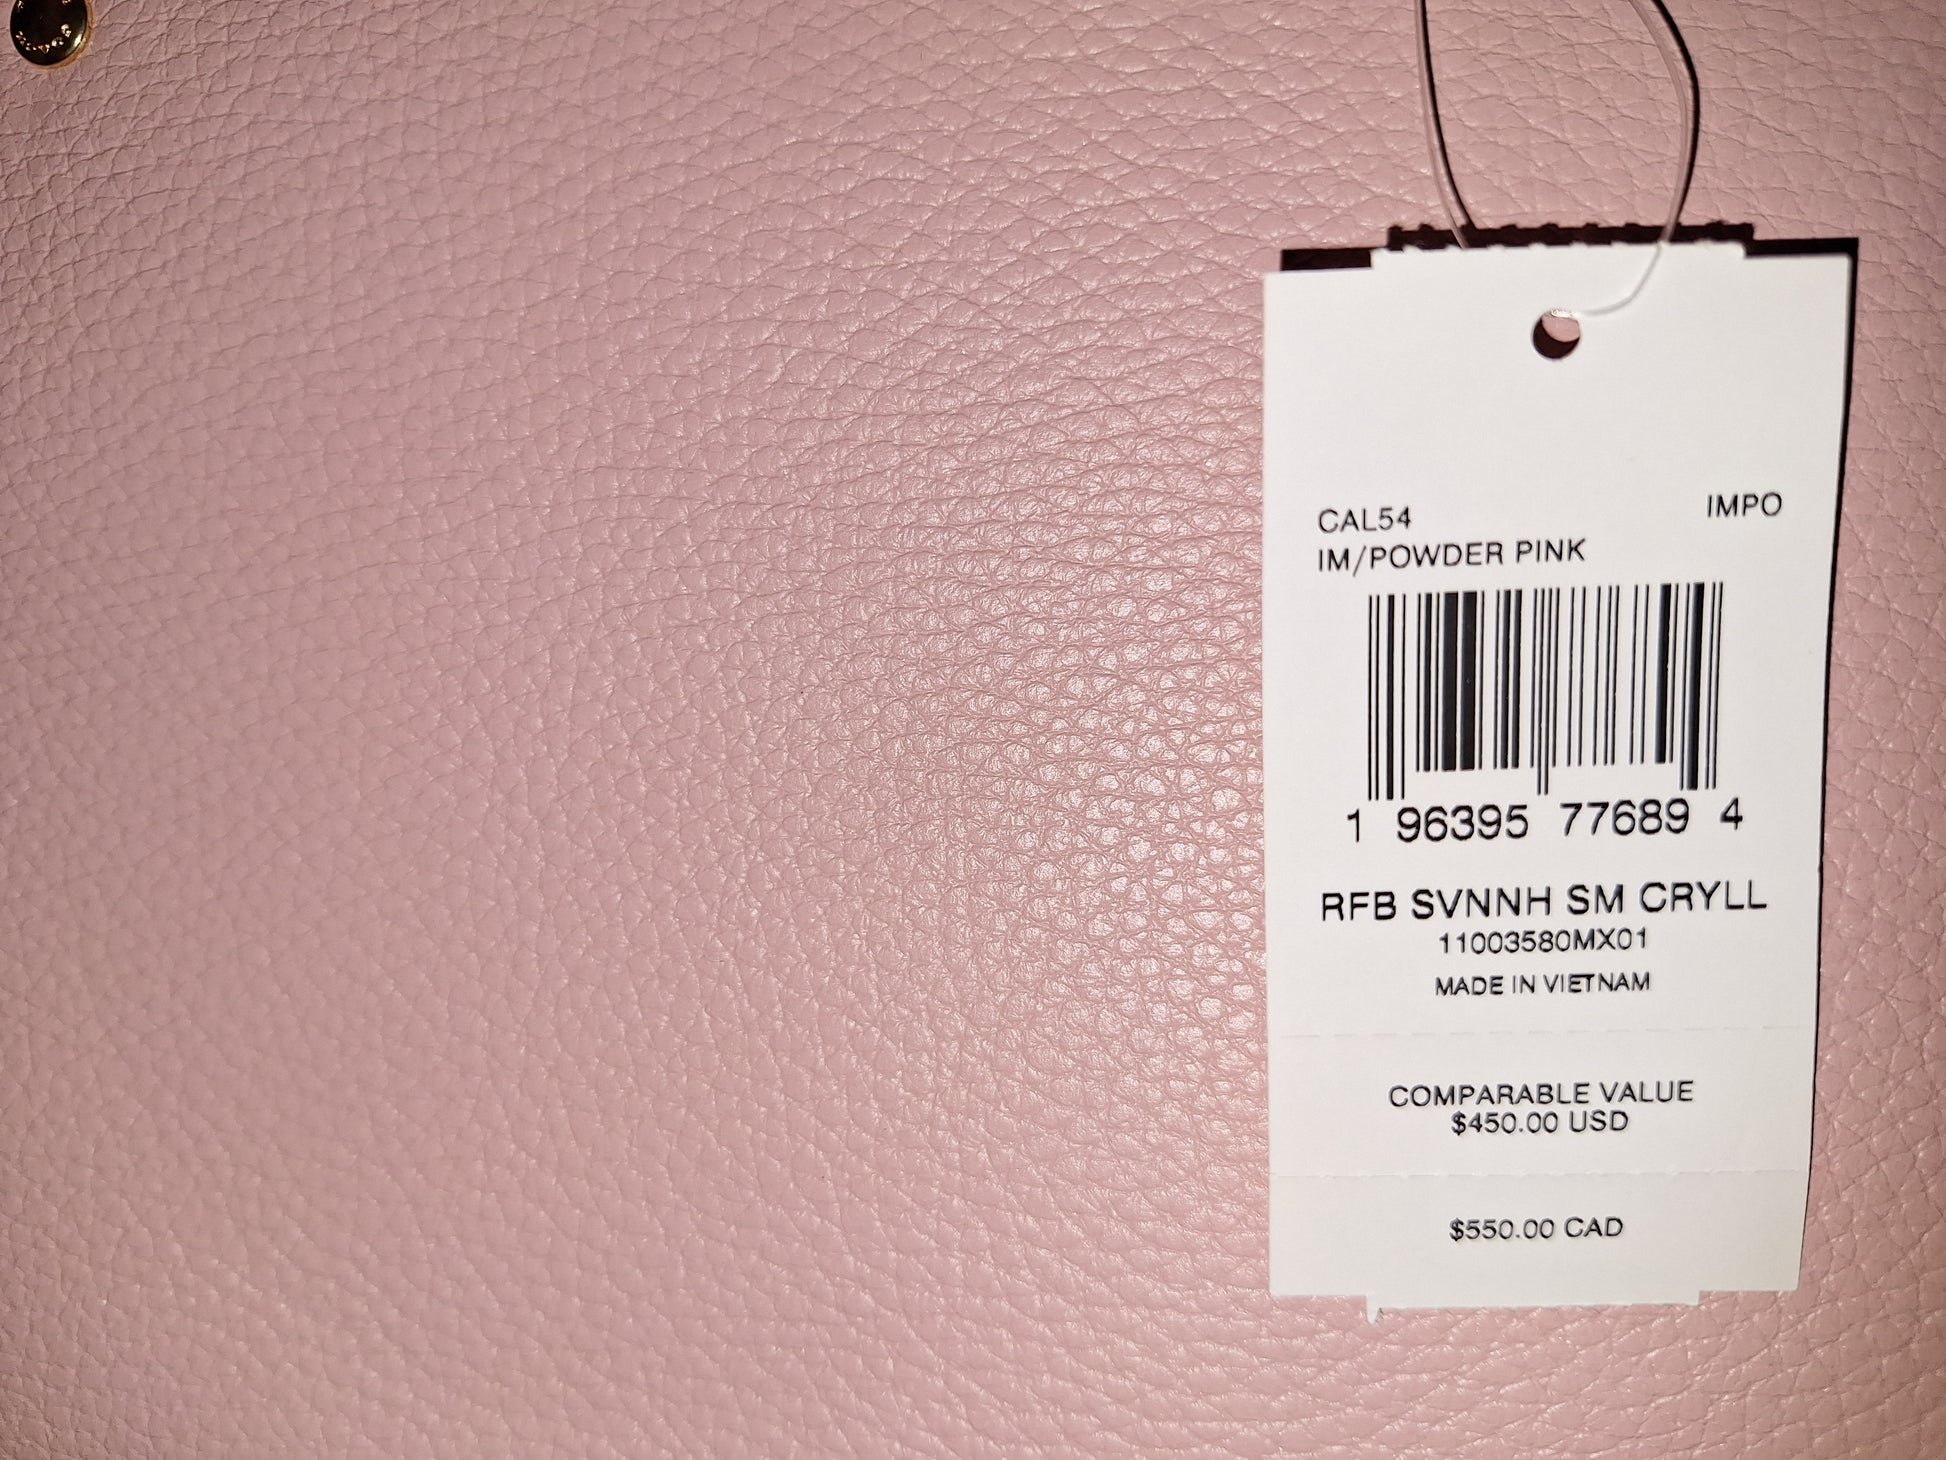 CAL54 IMPO
IM/POWDER PINK
1 96395 77689 4
RFB SVNNH SM CRYLL
11003580MX01
MADE IN VIETNAM
COMPARABLE VALUE
$450.00 USD
$550.00 CAD